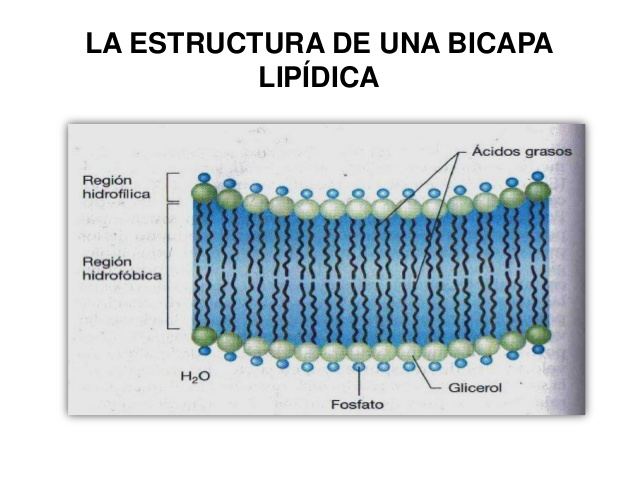 LA ESTRUCTURA DE UNA BICAPA
LIPÍDICA
Ácidos grasos
Región
hidrofílica
Región
hidrofóbica
H₂O
Glicerol
Fosfato